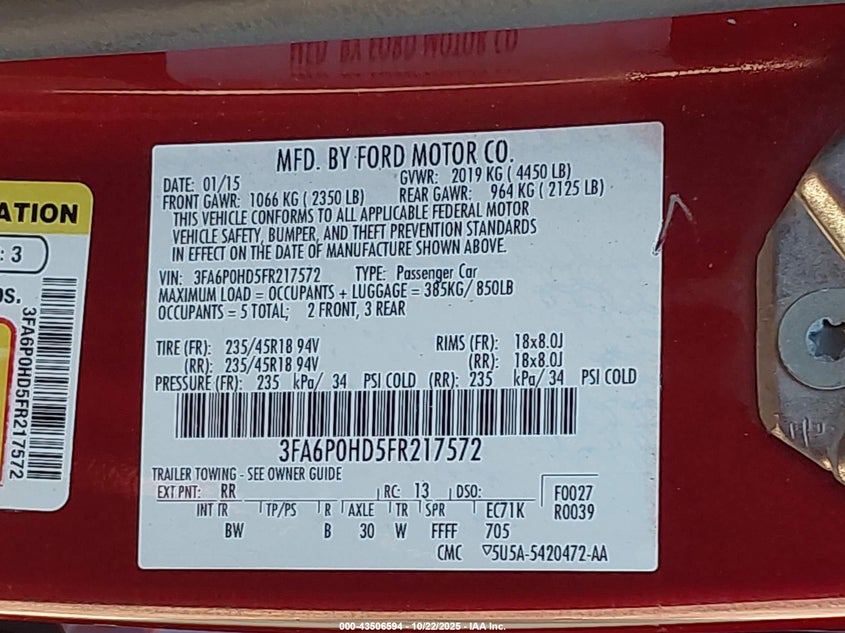 MFD. BY FORD MOTOR CO.
ATION
: 3
3FA6P0HD5FR217572
MFD. BY FORD MOTOR CO.
DATE: 01/15 GVWR: 2019 KG ( 4450 LB)
FRONT GAWR: 1066 KG ( 2350 LB) REAR GAWR: 964 KG ( 2125 LB)
THIS VEHICLE CONFORMS TO ALL APPLICABLE FEDERAL MOTOR
VEHICLE SAFETY, BUMPER, AND THEFT PREVENTION STANDARDS
IN EFFECT ON THE DATE OF MANUFACTURE SHOWN ABOVE.
VIN: 3FA6P0HD5FR217572 TYPE: Passenger Car
MAXIMUM LOAD = OCCUPANTS + LUGGAGE = 385KG/ 850LB
OCCUPANTS = 5 TOTAL; 2 FRONT, 3 REAR
TIRE (FR): 235/45R18 94V RIMS (FR): 18x8.0J
(RR): 235/45R18 94V (RR): 18x8.0J
PRESSURE (FR): 235 kPa/ 34 PSI COLD (RR): 235 kPa/ 34 PSI COLD
3FA6P0HD5FR217572
TRAILER TOWING - SEE OWNER GUIDE
EXT PNT: RR RC: 13 DSO: F0027
INT TR TP/PS R AXLE TR SPR EC71K R0039
BW B 30 W FFFF 705
CMC 5U5A-5420472-AA
000-43506594 - 10/22/2025 - IAA Inc.